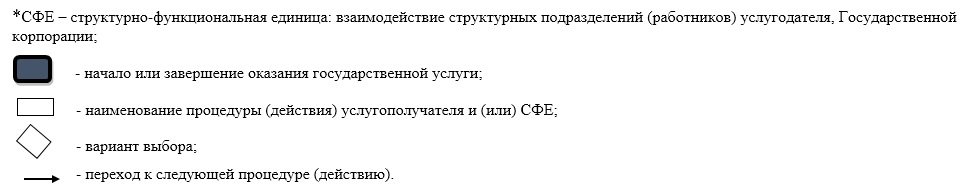 *СФЕ – структурно-функциональная единица: взаимодействие структурных подразделений (работников) услугодателя, Государственной
корпорации;
- начало или завершение оказания государственной услуги;
- наименование процедуры (действия) услугополучателя и (или) СФЕ;
- вариант выбора;
- переход к следующей процедуре (действию).